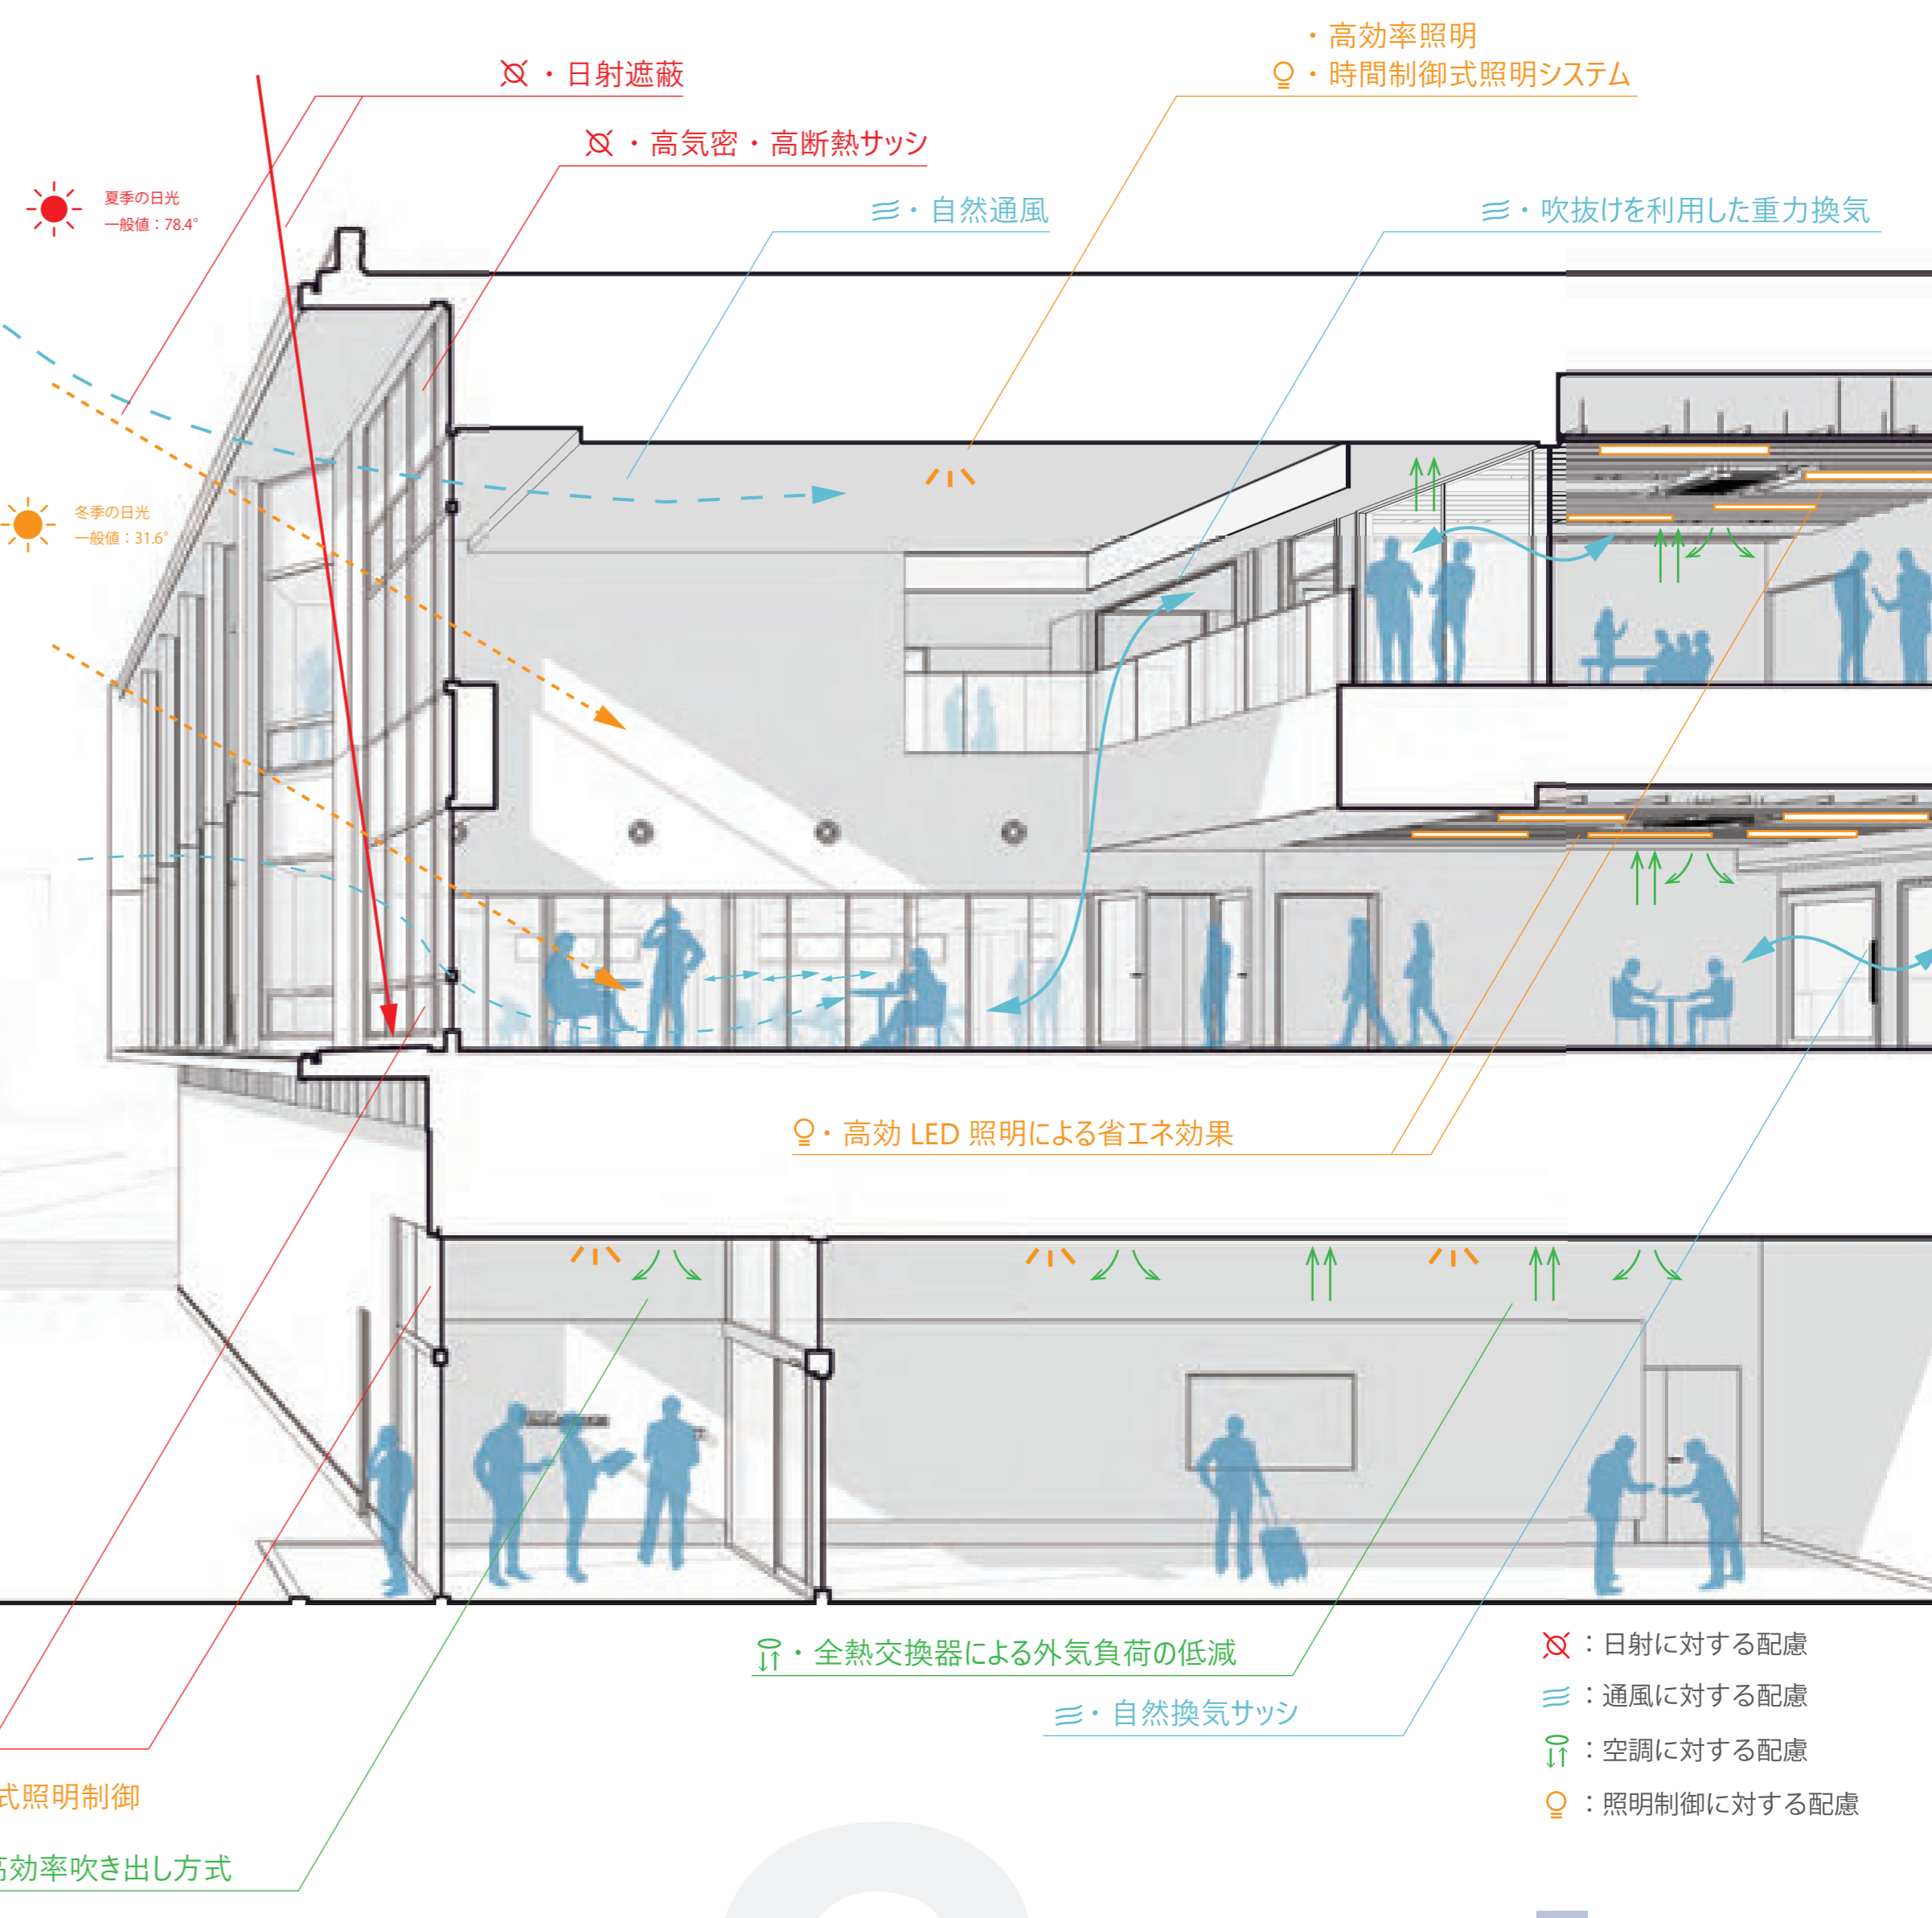 ・高効率照明
・時間制御式照明システム
・日射遮蔽
・高気密・高断熱サッシ
・自然通風
・吹抜けを利用した重力換気
夏季の日光
一般値：78.4°
冬季の日光
一般値：31.6°
・高効 LED 照明による省エネ効果
・全熱交換器による外気負荷の低減
・自然換気サッシ
：日射に対する配慮
：通風に対する配慮
：空調に対する配慮
：照明制御に対する配慮
式照明制御
高効率吹き出し方式